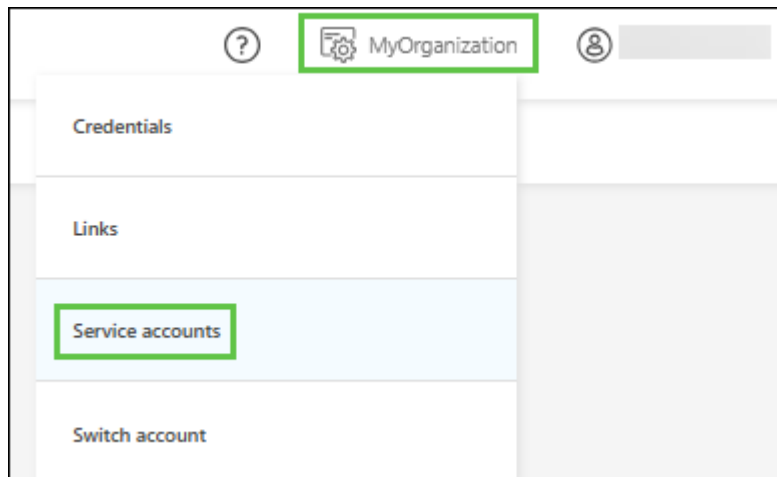 MyOrganization
Credentials
Links
Service accounts
Switch account